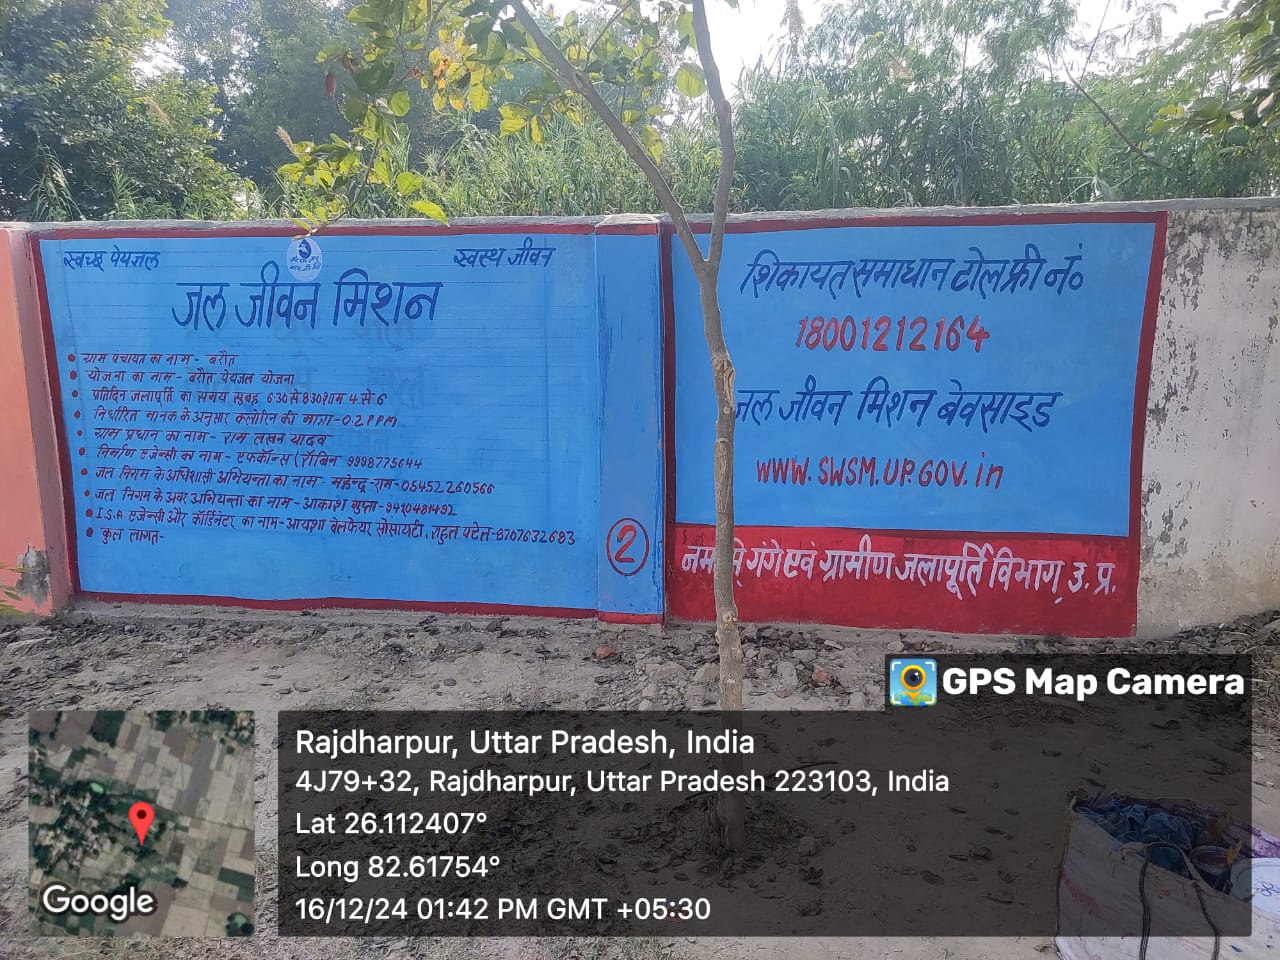 स्वच्छ पेयजल
स्वस्थ जीवन
जल जीवन मिशन
• ग्राम पंचायत का नाम - बरौत
• योजना का नाम - बरौत पेयजल योजना
• प्रतिदिन जलापूर्ति का समय सुबह 6:30 से 8:30 शाम 4 से 6
• निर्धारित मानक के अनुसार क्लोरिन की मात्रा - 0.2 PPM
• ग्राम प्रधान का नाम - राम लखन यादव
• निर्माण एजेन्सी का नाम - एफकॉन्स (रॉबिन 9998775644
• जल निगम के अधिशासी अभियन्ता का नाम - महेन्द्र राम - 05452260566
• जल निगम के अवर अभियन्ता का नाम - आकाश गुप्ता - 9420481492
• I.S.A. एजेन्सी और कॉर्डिनेटर का नाम - आयशा वेलफेयर सोसायटी, राहुल पटेल - 8707632683
• कुल लागत -
2
शिकायत समाधान टोल फ्री नं०
18001212164
जल जीवन मिशन बेवसाइड
WWW.SWSM.UP.GOV.in
नमामि गंगे एवं ग्रामीण जलापूर्ति विभाग, उ. प्र.
GPS Map Camera
Rajdharpur, Uttar Pradesh, India
4J79+32, Rajdharpur, Uttar Pradesh 223103, India
Lat 26.112407°
Long 82.61754°
16/12/24 01:42 PM GMT +05:30
Google